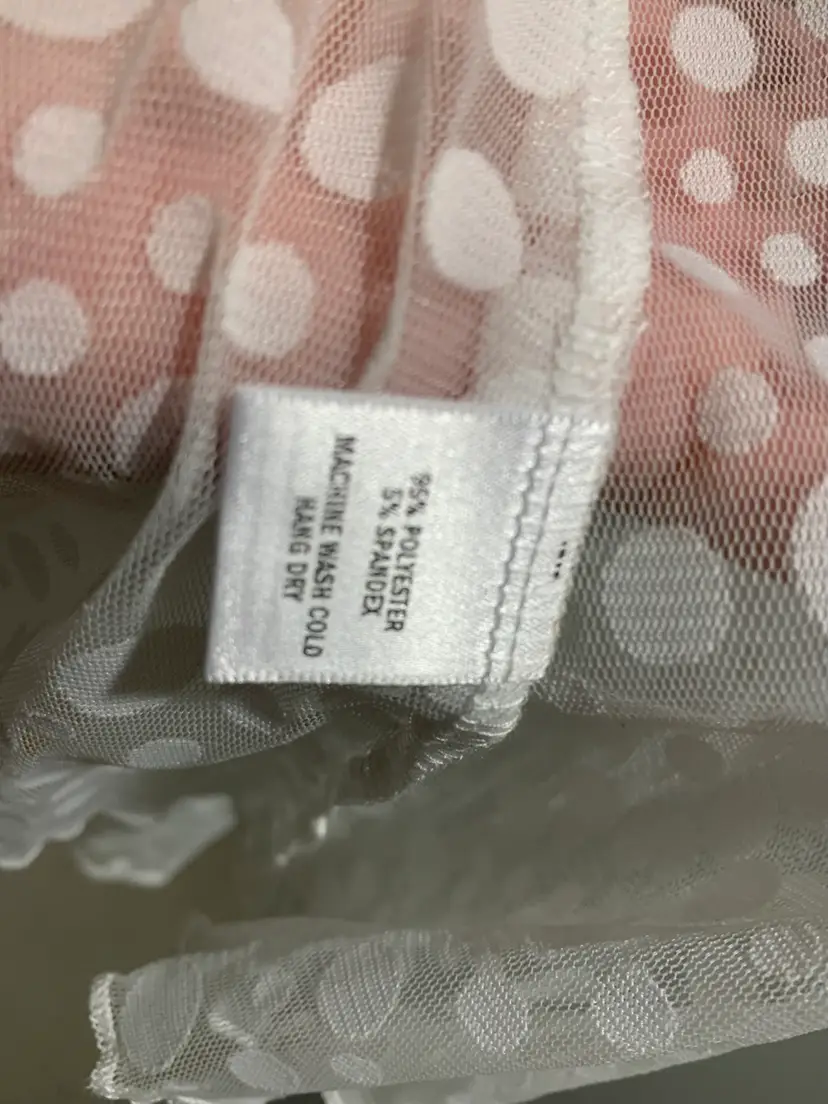 95% POLYESTER
5% SPANDEX
MACHINE WASH COLD
HANG DRY